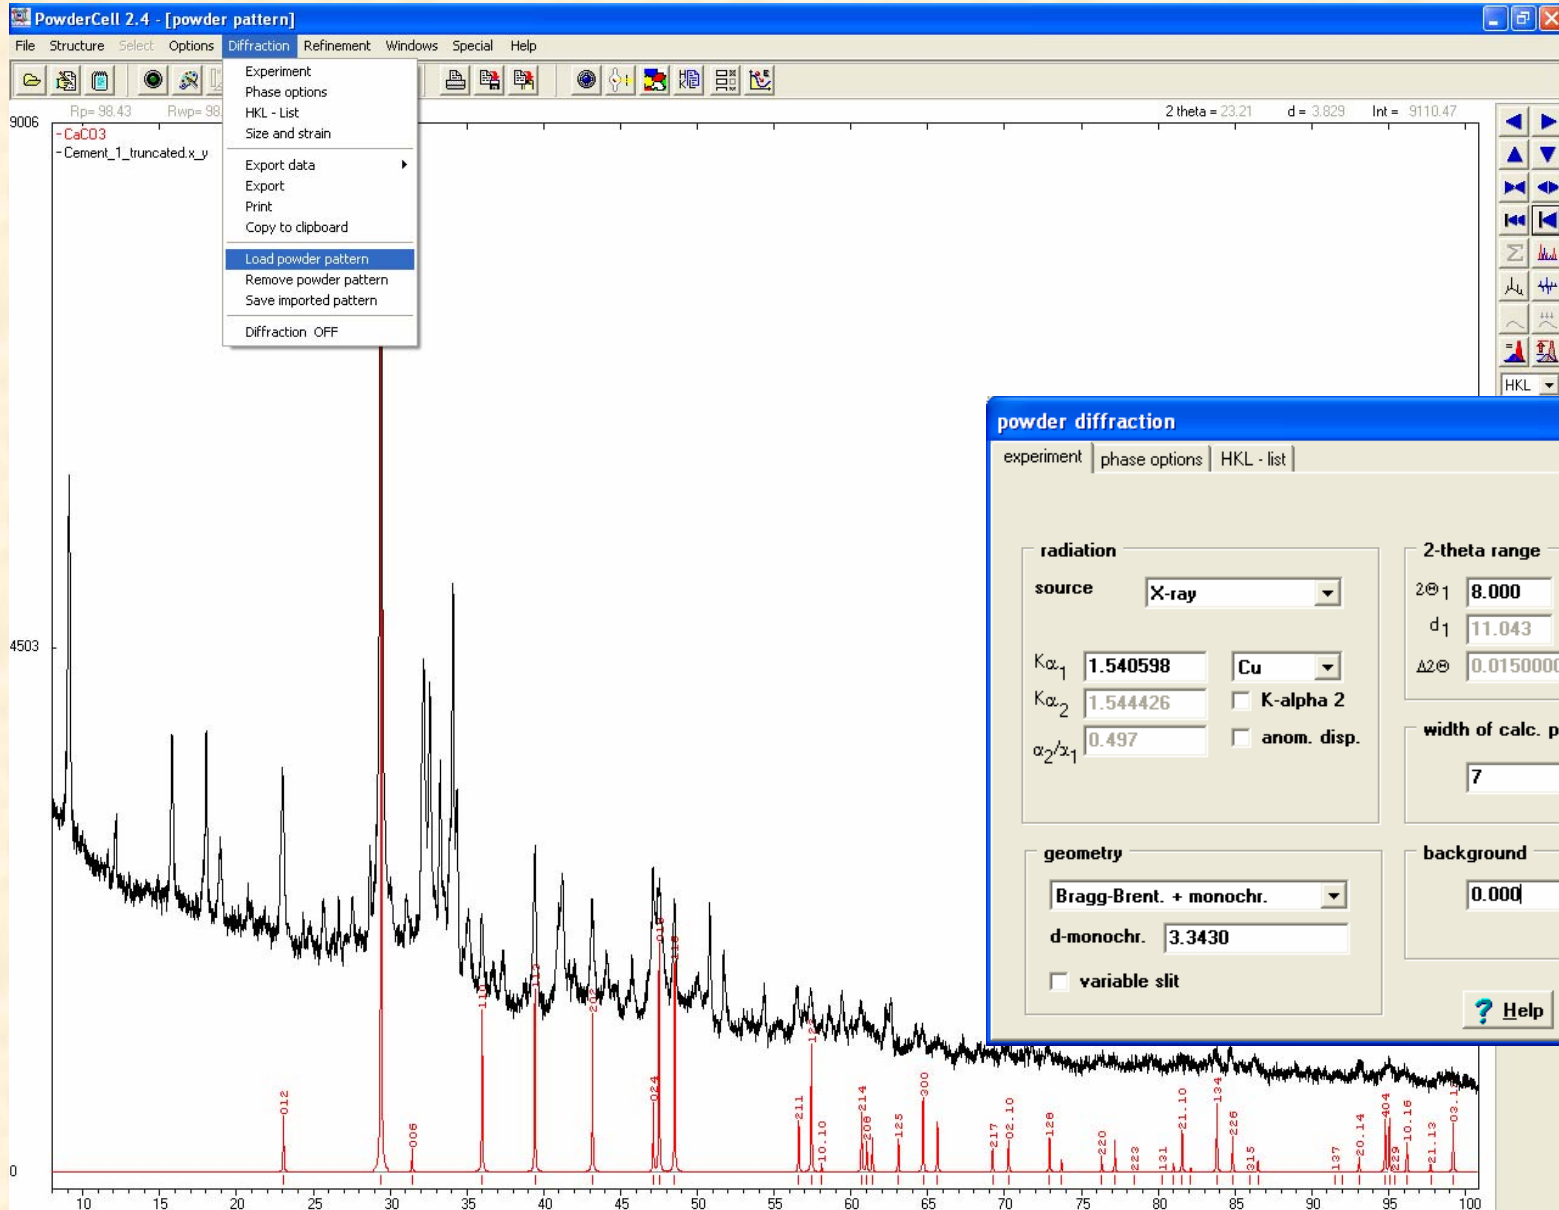 PowderCell 2.4 - [powder pattern]
File Structure Select Options Diffraction Refinement Windows Special Help
Experiment
Phase options
HKL - List
Size and strain
Export data
Export
Print
Copy to clipboard
Load powder pattern
Remove powder pattern
Save imported pattern
Diffraction OFF
Rp= 98.43 Rwp= 98.
2 theta = 23.21 d = 3.829 Int = 9110.47
9006
-CaCO3
-Cement_1_truncated.x_y
HKL
4503
0
powder diffraction
experiment phase options HKL - list
radiation
source X-ray
Kα1 1.540598 Cu
Kα2 1.544426 K-alpha 2
α2/α1 0.497 anom. disp.
2-theta range
2Θ1 8.000
d1 11.043
Δ2Θ 0.0150000
width of calc. p
7
geometry
Bragg-Brent. + monochr.
d-monochr. 3.3430
variable slit
background
0.000
? Help
012 006 110 113 202 024 018 116 211 122 10.10 214 208 125 300 217 02.10 128 220 223 131 21.10 134 226 315 137 20.14 404 229 10.16 21.13
10 15 20 25 30 35 40 45 50 55 60 65 70 75 80 85 90 95 100